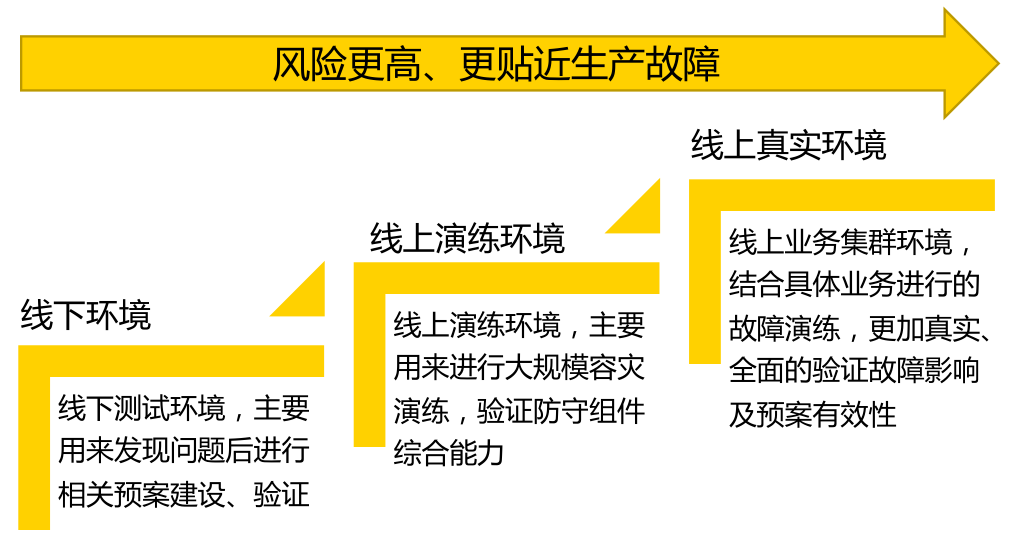 风险更高、更贴近生产故障
线下环境
线下测试环境，主要
用来发现问题后进行
相关预案建设、验证
线上演练环境
线上演练环境，主要
用来进行大规模容灾
演练，验证防守组件
综合能力
线上真实环境
线上业务集群环境，
结合具体业务进行的
故障演练，更加真实、
全面的验证故障影响
及预案有效性